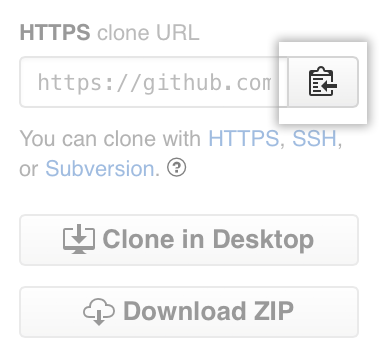 HTTPS clone URL
https://github.com
You can clone with HTTPS, SSH,
or Subversion. ?
Clone in Desktop
Download ZIP